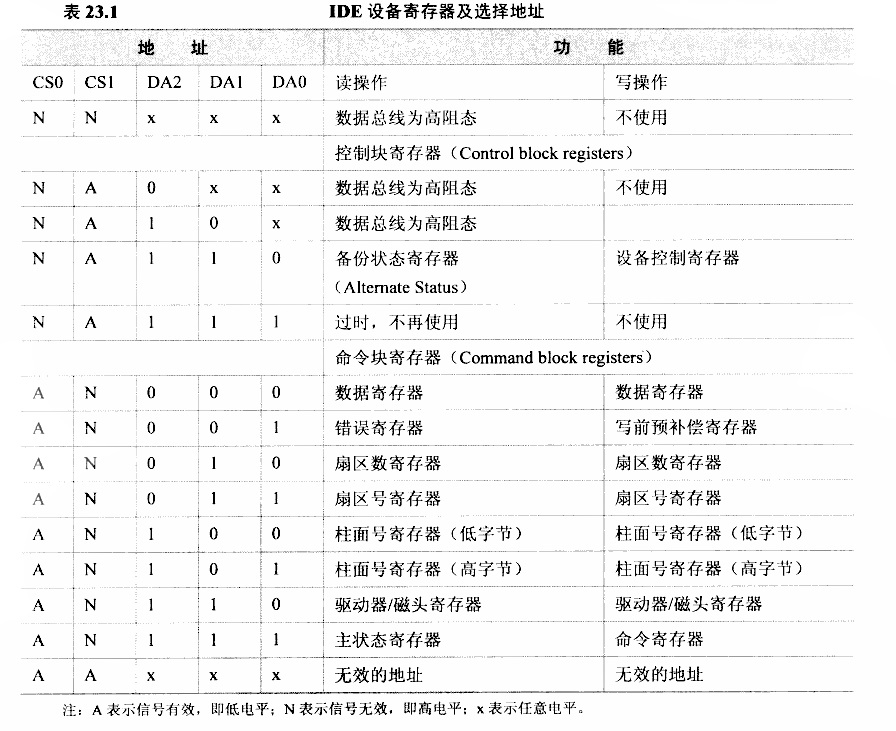 表 23.1 IDE 设备寄存器及选择地址
地 址 功 能
CS0 CS1 DA2 DA1 DA0 读操作 写操作
N N x x x 数据总线为高阻态 不使用
控制块寄存器（Control block registers）
N A 0 x x 数据总线为高阻态 不使用
N A 1 0 x 数据总线为高阻态
N A 1 1 0 备份状态寄存器 设备控制寄存器
（Alternate Status）
N A 1 1 1 过时，不再使用 不使用
命令块寄存器（Command block registers）
A N 0 0 0 数据寄存器 数据寄存器
A N 0 0 1 错误寄存器 写前预补偿寄存器
A N 0 1 0 扇区数寄存器 扇区数寄存器
A N 0 1 1 扇区号寄存器 扇区号寄存器
A N 1 0 0 柱面号寄存器（低字节） 柱面号寄存器（低字节）
A N 1 0 1 柱面号寄存器（高字节） 柱面号寄存器（高字节）
A N 1 1 0 驱动器/磁头寄存器 驱动器/磁头寄存器
A N 1 1 1 主状态寄存器 命令寄存器
A A x x x 无效的地址 无效的地址
注：A 表示信号有效，即低电平；N 表示信号无效，即高电平；x 表示任意电平。